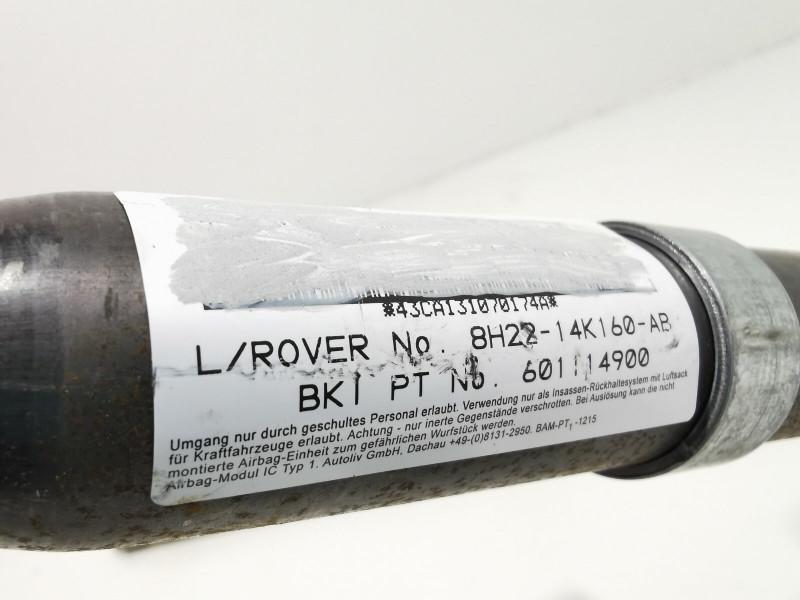 *43CA131070174A*
L/ROVER No. 8H22-14K160-AB
BKI PT No. 601114900
Umgang nur durch geschultes Personal erlaubt. Verwendung nur als Insassen-Rückhaltesystem mit Luftsack
für Kraftfahrzeuge erlaubt. Achtung - nur inerte Gegenstände verschrotten. Bei Auslösung kann die nicht
montierte Airbag-Einheit zum gefährlichen Wurfstück werden.
Airbag-Modul IC Typ 1. Autoliv GmbH, Dachau +49-(0)8131-2950. BAM-PT₁ -1215